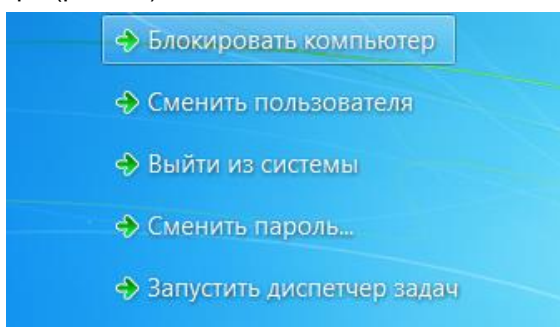 Блокировать компьютер
Сменить пользователя
Выйти из системы
Сменить пароль...
Запустить диспетчер задач